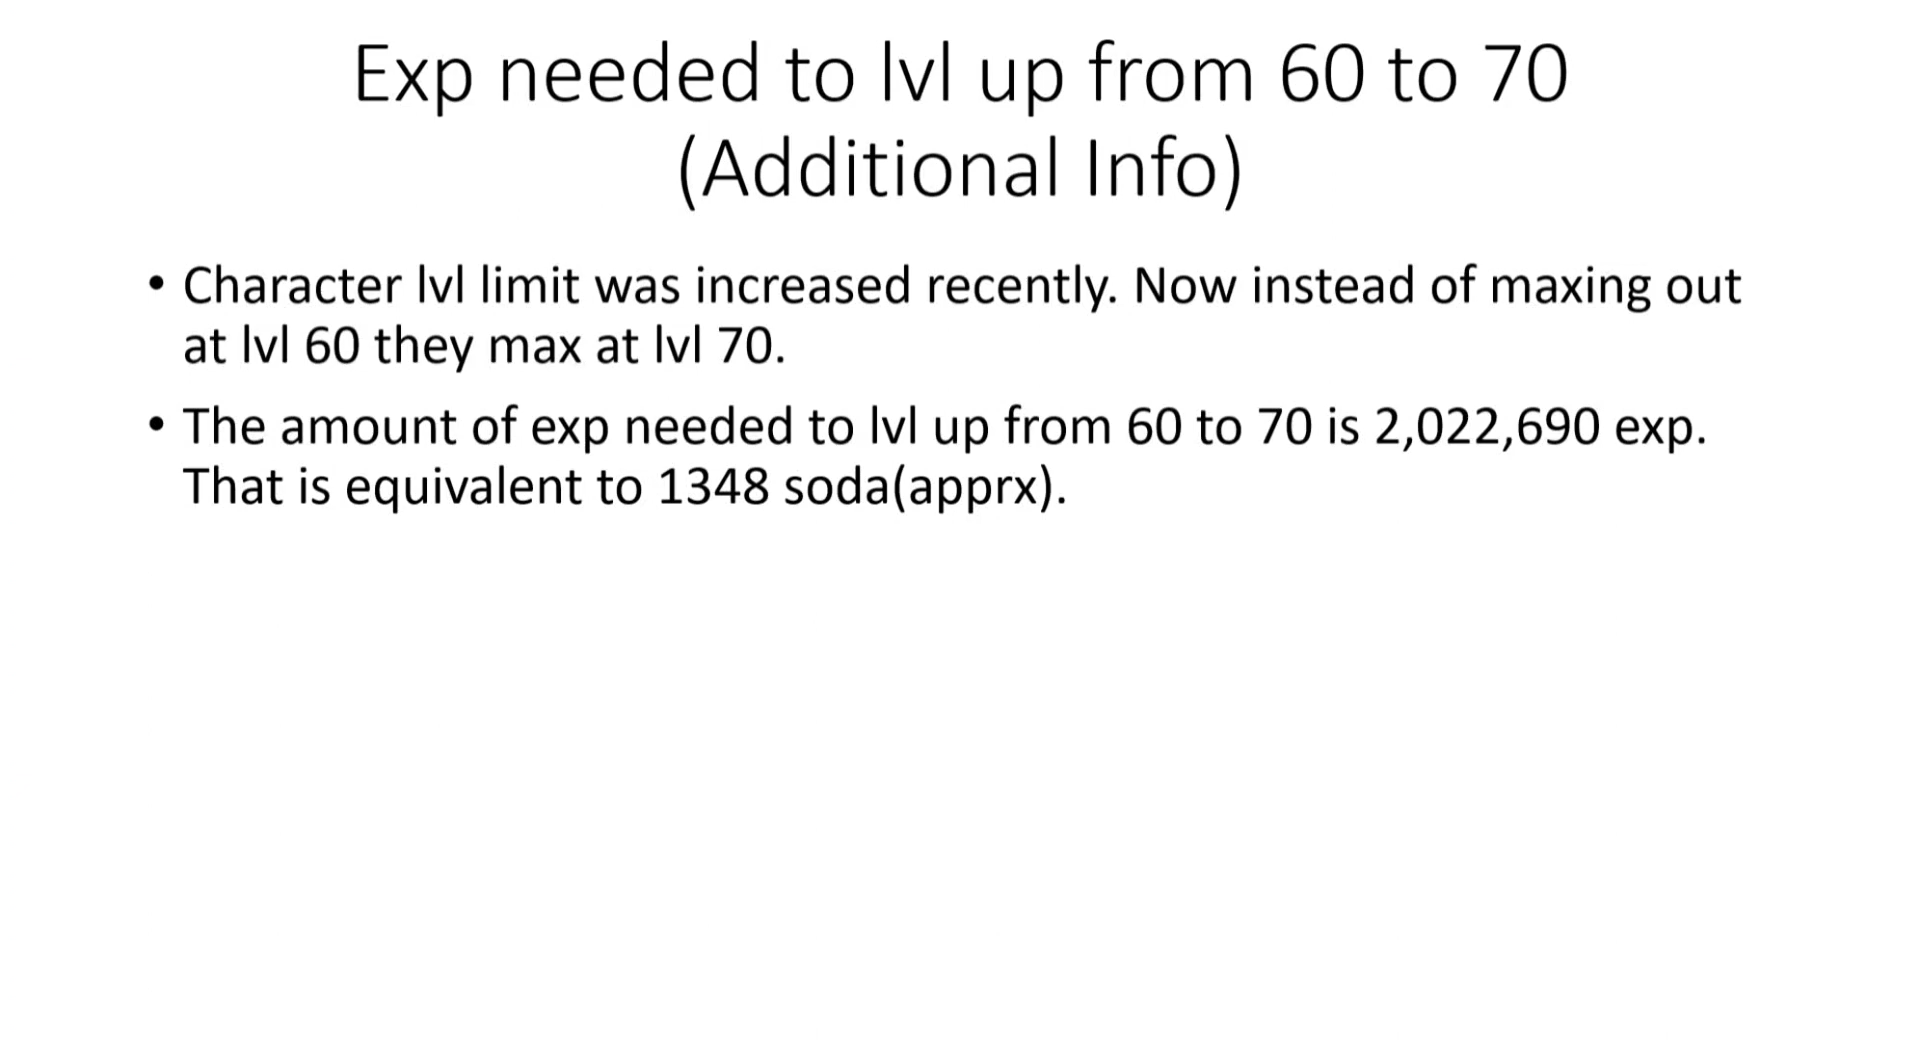 Exp needed to lvl up from 60 to 70
(Additional Info)
• Character lvl limit was increased recently. Now instead of maxing out
at lvl 60 they max at lvl 70.
• The amount of exp needed to lvl up from 60 to 70 is 2,022,690 exp.
That is equivalent to 1348 soda(apprx).